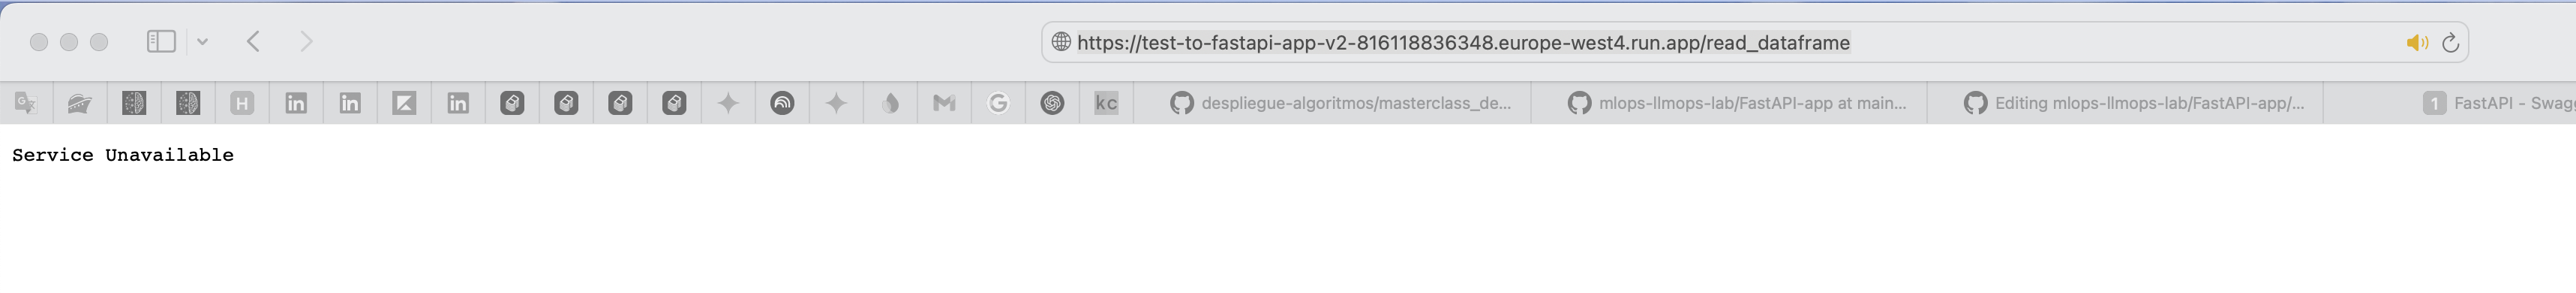 https://test-to-fastapi-app-v2-816118836348.europe-west4.run.app/read_dataframe
H
in
in
in
G
kc
despliegue-algoritmos/masterclass_de...
mlops-llmops-lab/FastAPI-app at main...
Editing mlops-llmops-lab/FastAPI-app/...
1 FastAPI - Swag
Service Unavailable